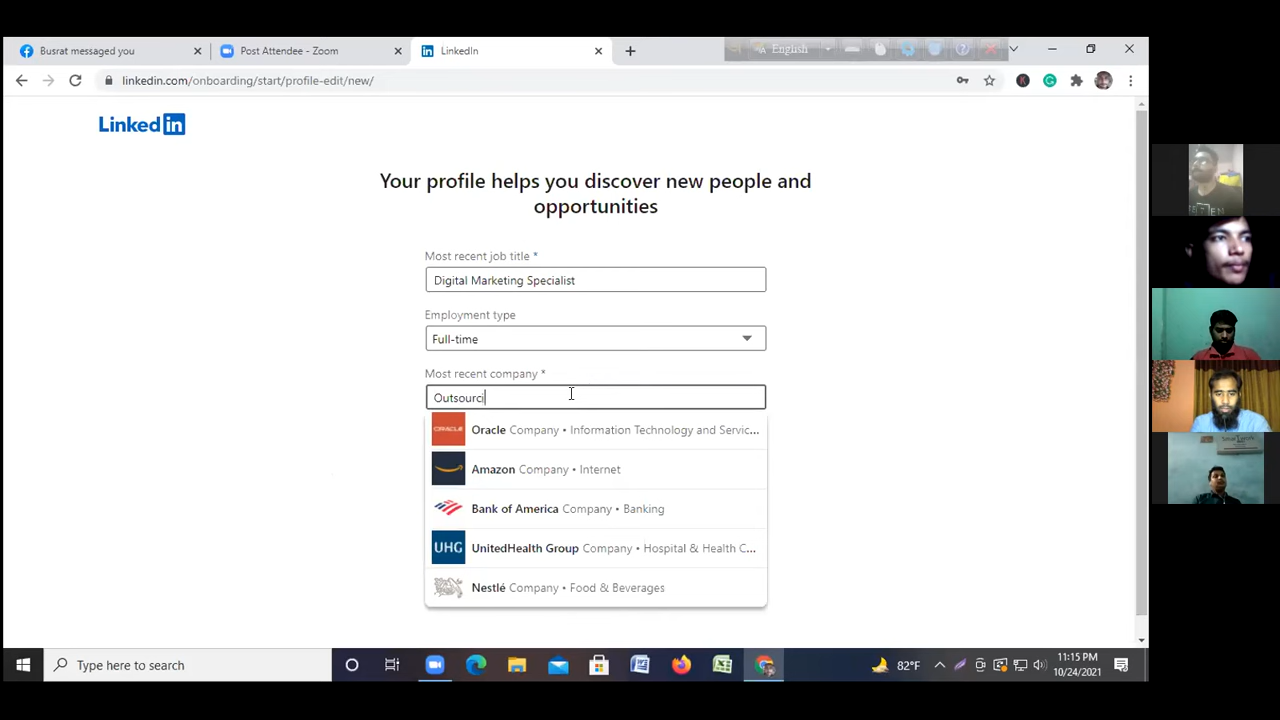 Busrat messaged you
Post Attendee - Zoom
LinkedIn
English
linkedin.com/onboarding/start/profile-edit/new/
Linked in
Your profile helps you discover new people and
opportunities
Most recent job title *
Digital Marketing Specialist
Employment type
Full-time
Most recent company *
Outsourci
ORACLE
Oracle Company • Information Technology and Servic...
Amazon Company • Internet
Bank of America Company • Banking
UHG
UnitedHealth Group Company • Hospital & Health C...
Nestlé Company • Food & Beverages
Type here to search
82°F
11:15 PM
10/24/2021